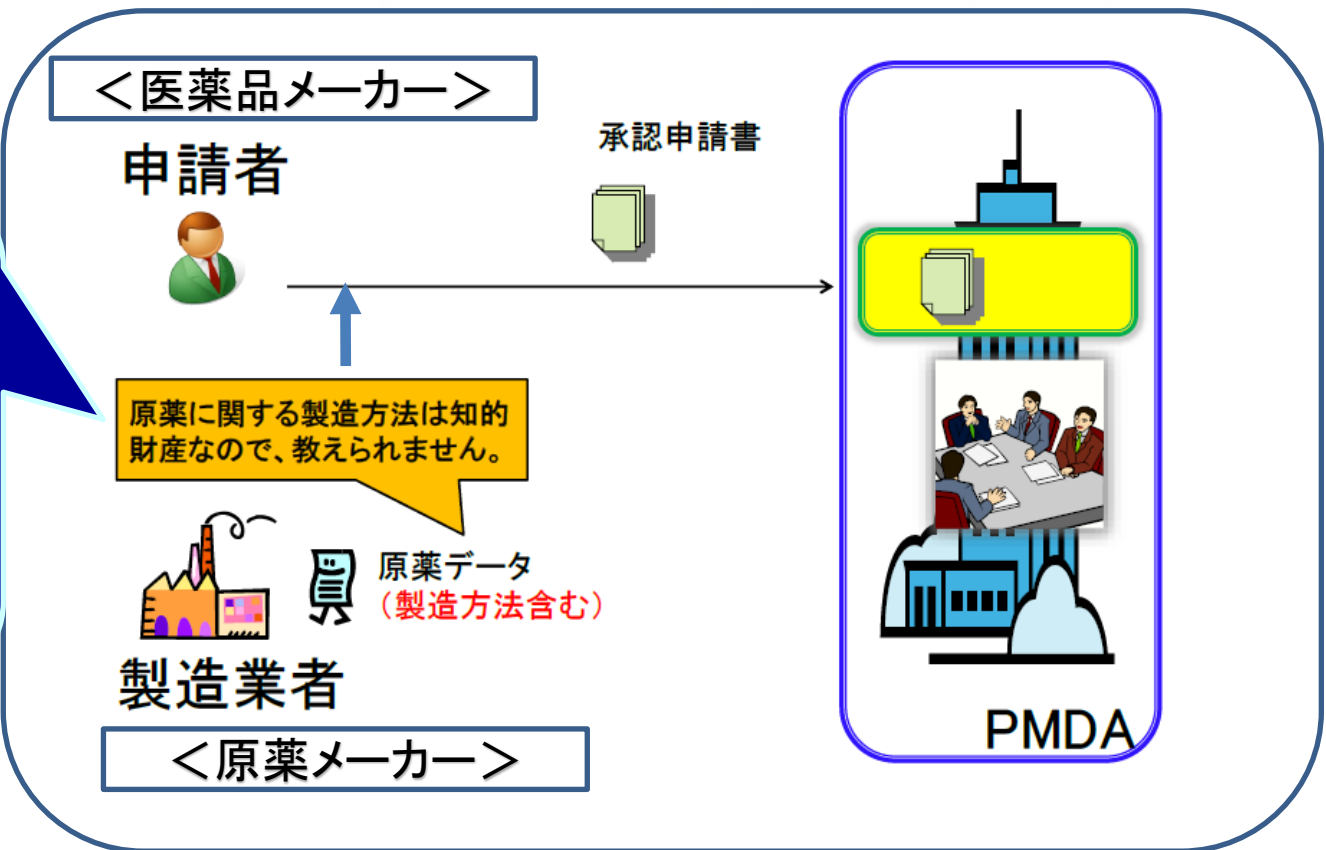 ＜医薬品メーカー＞
申請者
承認申請書
原薬に関する製造方法は知的
財産なので、教えられません。
原薬データ
（製造方法含む）
製造業者
＜原薬メーカー＞
PMDA